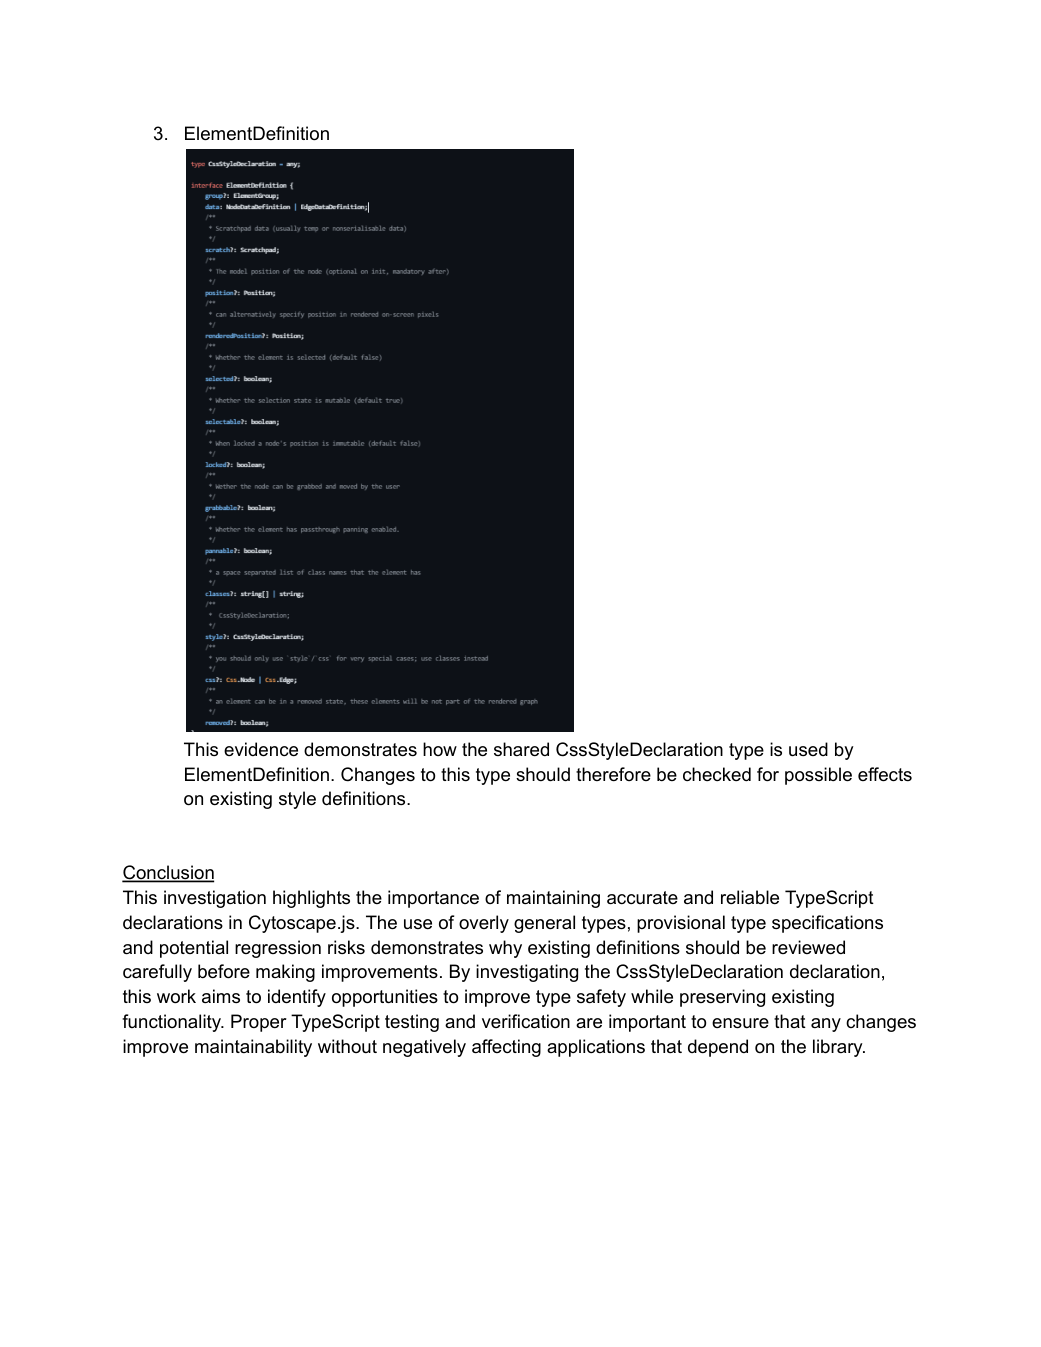 3. ElementDefinition
type CssStyleDeclaration = any;
interface ElementDefinition {
group?: ElementGroup;
data: NodeDataDefinition | EdgeDataDefinition;
/**
* Scratchpad data (usually temp or nonserialisable data)
*/
scratch?: Scratchpad;
/**
* The model position of the node (optional on init, mandatory after)
*/
position?: Position;
/**
* can alternatively specify position in rendered on-screen pixels
*/
renderedPosition?: Position;
/**
* Whether the element is selected (default false)
*/
selected?: boolean;
/**
* Whether the selection state is mutable (default true)
*/
selectable?: boolean;
/**
* When locked a node's position is immutable (default false)
*/
locked?: boolean;
/**
* Wether the node can be grabbed and moved by the user
*/
grabbable?: boolean;
/**
* Whether the element has passthrough panning enabled.
*/
pannable?: boolean;
/**
* a space separated list of class names that the element has
*/
classes?: string[] | string;
/**
* CssStyleDeclaration;
*/
style?: CssStyleDeclaration;
/**
* you should only use `style`/`css` for very special cases; use classes instead
*/
css?: Css.Node | Css.Edge;
/**
* an element can be in a removed state, these elements will be not part of the rendered graph
*/
removed?: boolean;
This evidence demonstrates how the shared CssStyleDeclaration type is used by
ElementDefinition. Changes to this type should therefore be checked for possible effects
on existing style definitions.
Conclusion
This investigation highlights the importance of maintaining accurate and reliable TypeScript
declarations in Cytoscape.js. The use of overly general types, provisional type specifications
and potential regression risks demonstrates why existing definitions should be reviewed
carefully before making improvements. By investigating the CssStyleDeclaration declaration,
this work aims to identify opportunities to improve type safety while preserving existing
functionality. Proper TypeScript testing and verification are important to ensure that any changes
improve maintainability without negatively affecting applications that depend on the library.